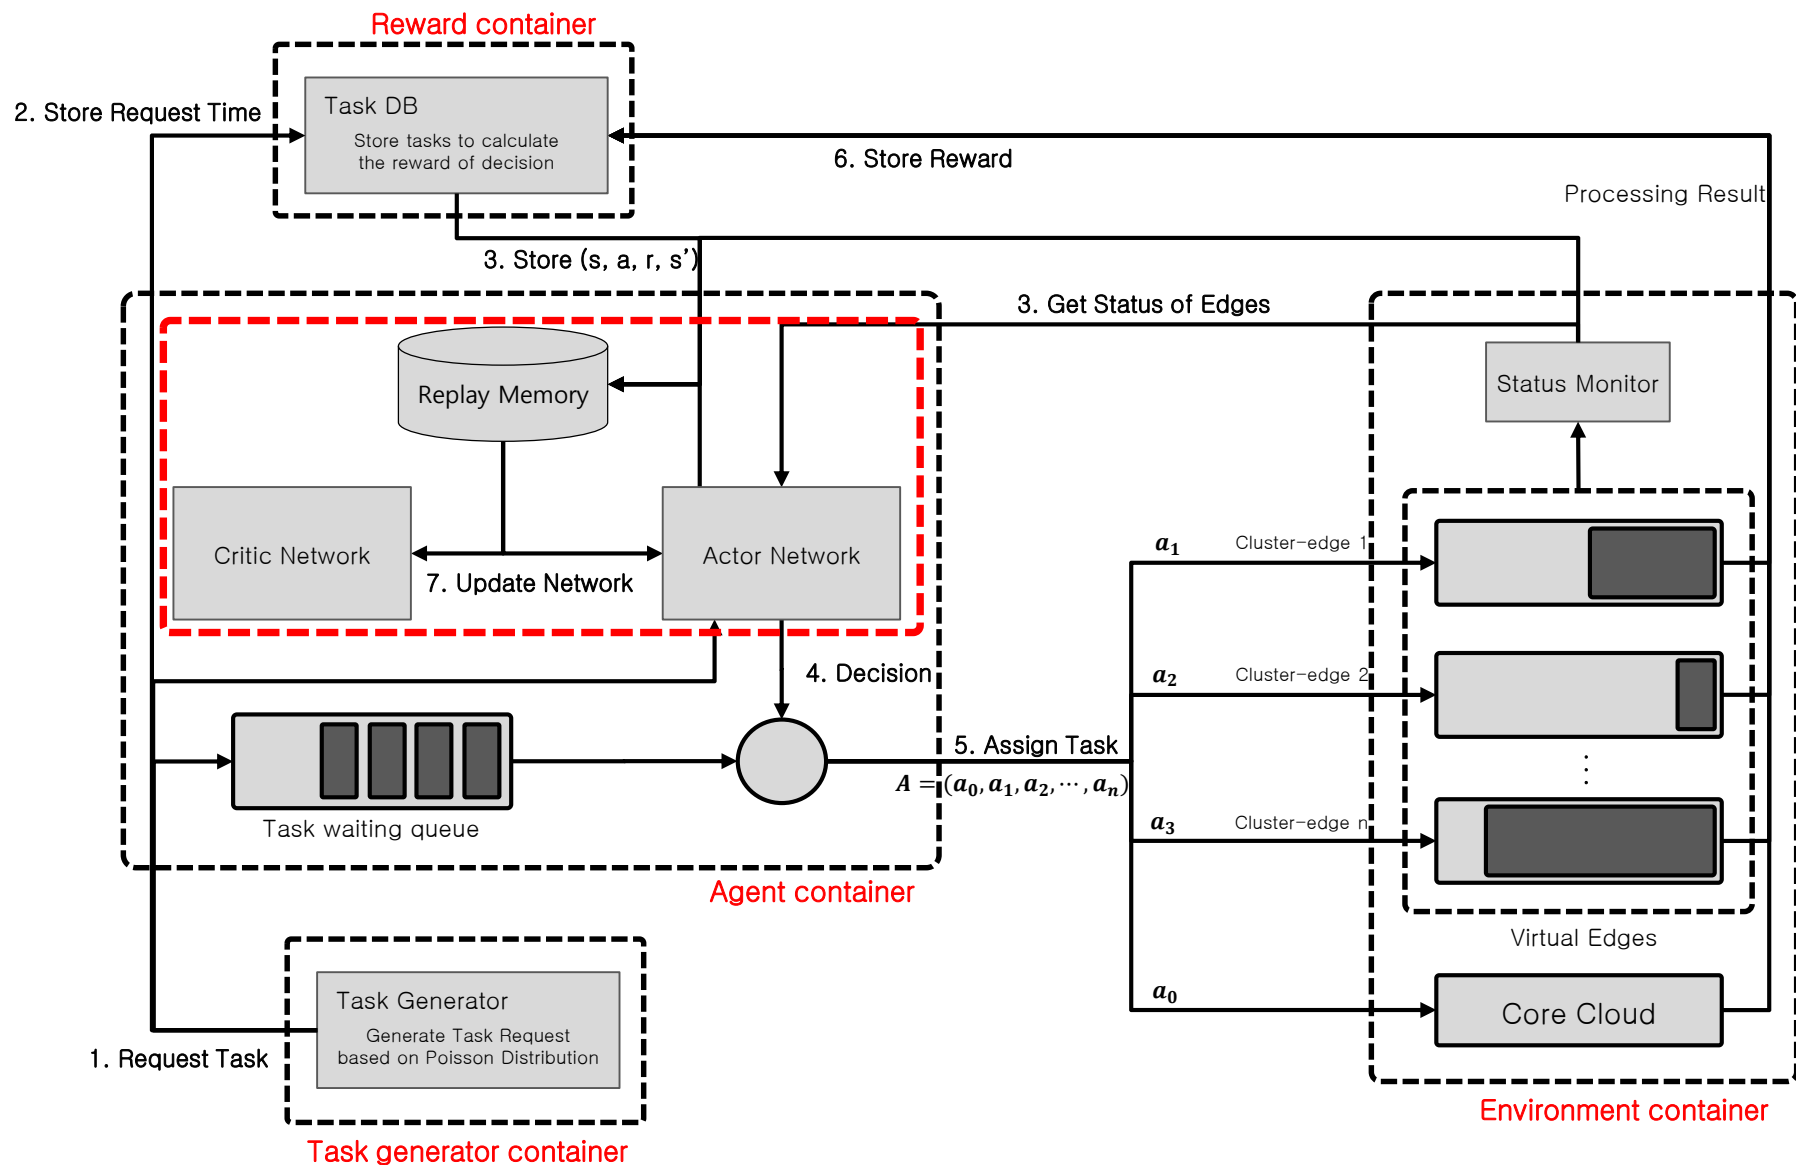 Reward container
2. Store Request Time
Task DB
Store tasks to calculate
the reward of decision
6. Store Reward
Processing Result
3. Store (s, a, r, s’)
3. Get Status of Edges
Replay Memory
Status Monitor
Critic Network
Actor Network
7. Update Network
a₁
Cluster-edge 1
4. Decision
a₂
Cluster-edge 2
5. Assign Task
A = (a₀, a₁, a₂, ⋯, aₙ)
⋮
Task waiting queue
a₃
Cluster-edge n
Agent container
Virtual Edges
a₀
Core Cloud
Task Generator
Generate Task Request
based on Poisson Distribution
1. Request Task
Environment container
Task generator container